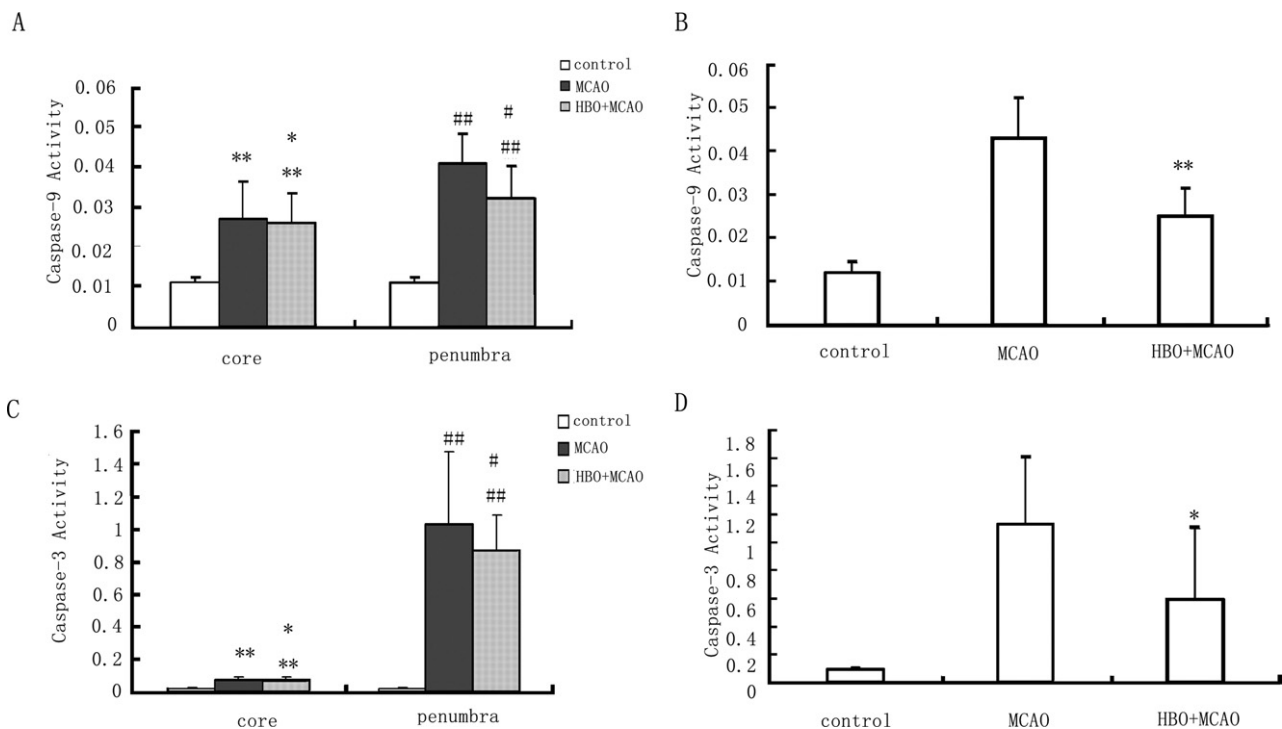 A
control
MCAO
HBO+MCAO
Caspase-9 Activity
0.06
0.05
0.04
0.03
0.02
0.01
0
**
*
**
##
#
##
core
penumbra
B
Caspase-9 Activity
0.06
0.05
0.04
0.03
0.02
0.01
0
**
control
MCAO
HBO+MCAO
C
control
MCAO
HBO+MCAO
Caspase-3 Activity
1.6
1.4
1.2
1
0.8
0.6
0.4
0.2
0
**
*
**
##
#
##
core
penumbra
D
Caspase-3 Activity
1.8
1.6
1.4
1.2
1
0.8
0.6
0.4
0.2
0
*
control
MCAO
HBO+MCAO